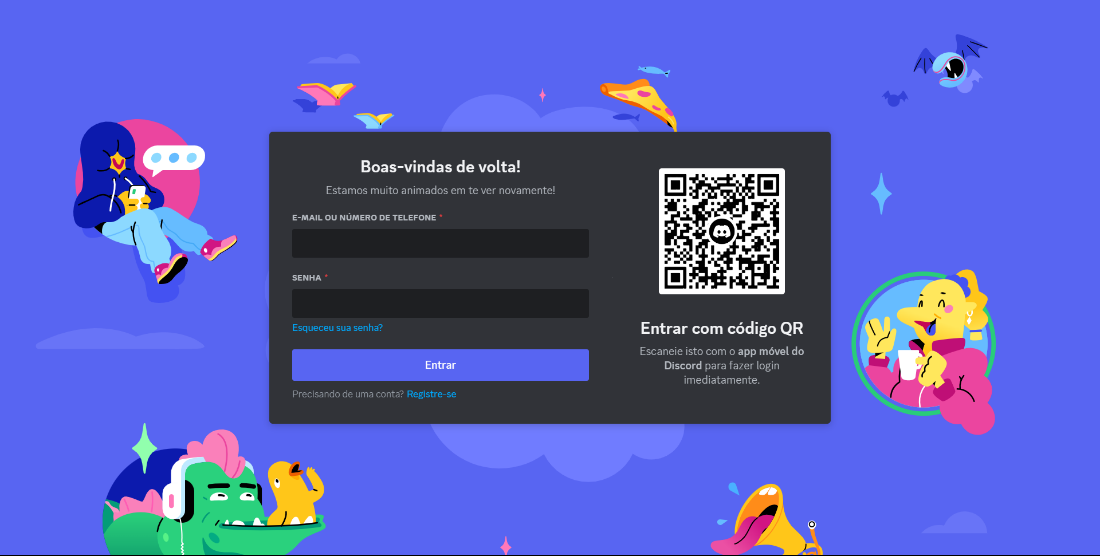 Boas-vindas de volta!
Estamos muito animados em te ver novamente!
E-MAIL OU NÚMERO DE TELEFONE *
SENHA *
Esqueceu sua senha?
Entrar
Precisando de uma conta? Registre-se
Entrar com código QR
Escaneie isto com o app móvel do
Discord para fazer login
imediatamente.